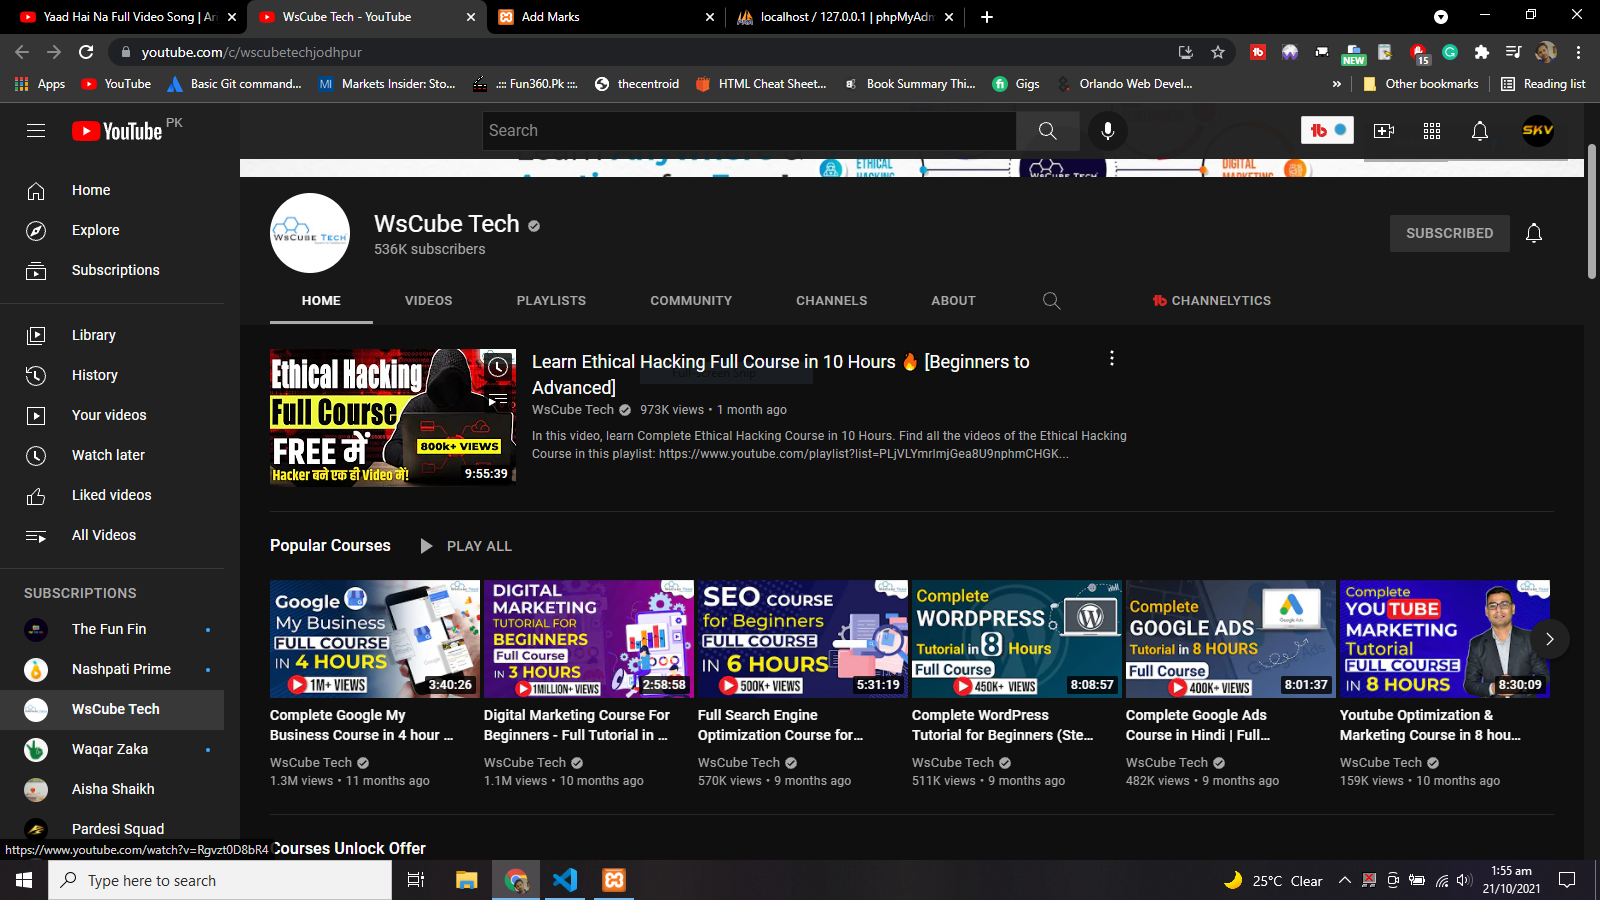 Yaad Hai Na Full Video Song | Ari
WsCube Tech - YouTube
Add Marks
localhost / 127.0.0.1 | phpMyAdm
youtube.com/c/wscubetechjodhpur
NEW
15
Apps
YouTube
Basic Git command...
MI
Markets Insider: Sto...
.::: Fun360.Pk :::.
thecentroid
HTML Cheat Sheet...
Book Summary Thi...
Gigs
Orlando Web Devel...
»
Other bookmarks
Reading list
YouTube PK
Search
SKV
ETHICAL
HACKING
WSCUBE TECH
DIGITAL
MARKETING
WSCUBE TECH
WsCube Tech
536K subscribers
SUBSCRIBED
HOME
VIDEOS
PLAYLISTS
COMMUNITY
CHANNELS
ABOUT
CHANNELYTICS
Home
Explore
Subscriptions
Library
History
Your videos
Watch later
Liked videos
All Videos
SUBSCRIPTIONS
The Fun Fin
Nashpati Prime
WsCube Tech
Waqar Zaka
Aisha Shaikh
Pardesi Squad
Ethical Hacking
Full Course
FREE में
800k+ VIEWS
Hacker बने एक ही Video में!
9:55:39
Learn Ethical Hacking Full Course in 10 Hours 🔥 [Beginners to
Advanced]
WsCube Tech 973K views • 1 month ago
In this video, learn Complete Ethical Hacking Course in 10 Hours. Find all the videos of the Ethical Hacking
Course in this playlist: https://www.youtube.com/playlist?list=PLjVLYmrlmjGea8U9nphmCHGK...
Popular Courses
PLAY ALL
Google
My Business
FULL COURSE
IN 4 HOURS
1M+ VIEWS
3:40:26
DIGITAL
MARKETING
TUTORIAL FOR
BEGINNERS
Full Course
IN 3 HOURS
1MILLION+ VIEWS
2:58:58
SEO COURSE
for Beginners
FULL COURSE
IN 6 HOURS
500K+ VIEWS
5:31:19
Complete
WORDPRESS
Tutorial in 8 Hours
Full Course
450K+ VIEWS
8:08:57
Complete
GOOGLE ADS
Tutorial in 8 HOURS
Full Course
400K+ VIEWS
Google Ads
8:01:37
Complete
YOUTUBE
MARKETING
Tutorial
FULL COURSE
IN 8 HOURS
8:30:09
Complete Google My
Business Course in 4 hour ...
WsCube Tech
1.3M views • 11 months ago
Digital Marketing Course For
Beginners - Full Tutorial in ...
WsCube Tech
1.1M views • 10 months ago
Full Search Engine
Optimization Course for...
WsCube Tech
570K views • 9 months ago
Complete WordPress
Tutorial for Beginners (Ste...
WsCube Tech
511K views • 9 months ago
Complete Google Ads
Course in Hindi | Full...
WsCube Tech
482K views • 9 months ago
Youtube Optimization &
Marketing Course in 8 hou...
WsCube Tech
159K views • 10 months ago
Courses Unlock Offer
https://www.youtube.com/watch?v=Rgvzt0D8bR4
Type here to search
25°C Clear
1:55 am
21/10/2021